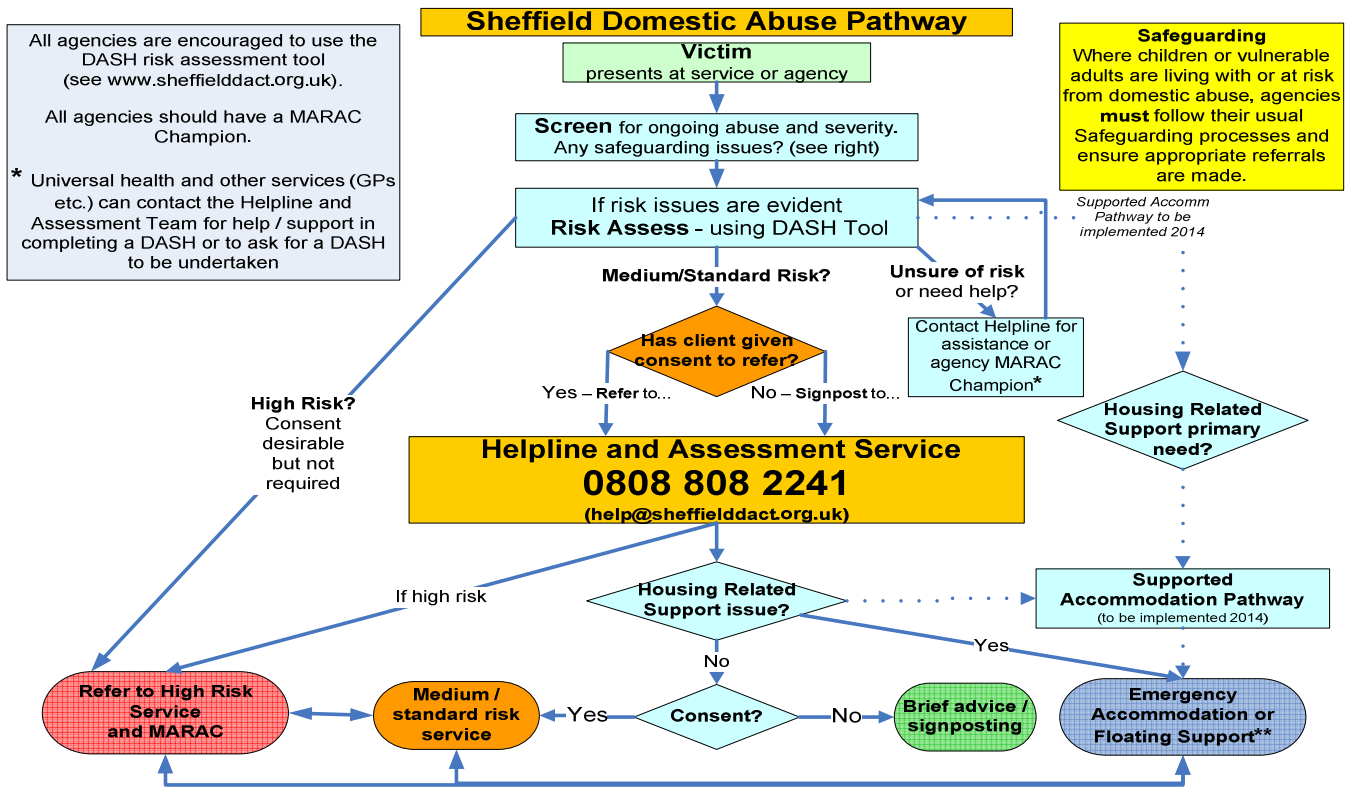 Sheffield Domestic Abuse Pathway
All agencies are encouraged to use the
DASH risk assessment tool
(see www.sheffielddact.org.uk).
All agencies should have a MARAC
Champion.
* Universal health and other services (GPs
etc.) can contact the Helpline and
Assessment Team for help / support in
completing a DASH or to ask for a DASH
to be undertaken
Victim
presents at service or agency
Safeguarding
Where children or vulnerable
adults are living with or at risk
from domestic abuse, agencies
must follow their usual
Safeguarding processes and
ensure appropriate referrals
are made.
Screen for ongoing abuse and severity.
Any safeguarding issues? (see right)
If risk issues are evident
Risk Assess - using DASH Tool
Supported Accomm
Pathway to be
implemented 2014
Medium/Standard Risk?
Unsure of risk
or need help?
Contact Helpline for
assistance or
agency MARAC
Champion*
Has client given
consent to refer?
Yes – Refer to...
No – Signpost to...
High Risk?
Consent
desirable
but not
required
Housing Related
Support primary
need?
Helpline and Assessment Service
0808 808 2241
(help@sheffielddact.org.uk)
If high risk
Housing Related
Support issue?
Supported
Accommodation Pathway
(to be implemented 2014)
Yes
No
Refer to High Risk
Service
and MARAC
Medium /
standard risk
service
Yes
Consent?
No
Brief advice /
signposting
Emergency
Accommodation or
Floating Support**